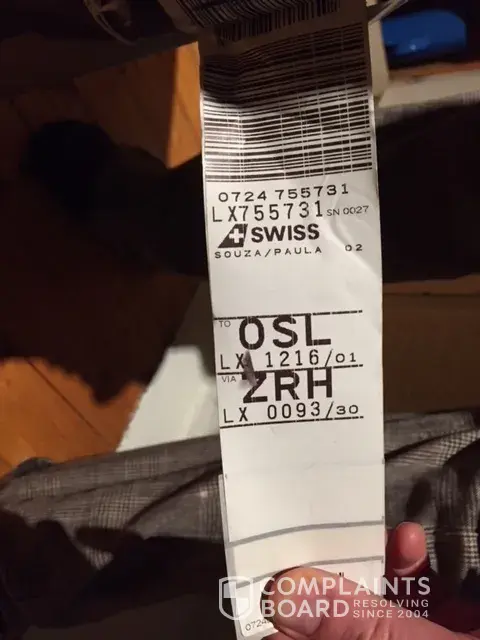 0724 755731
LX755731 SN 0027
SWISS
SOUZA/PAULA 02
TO OSL
LX 1216/01
VIA ZRH
LX 0093/30
0724
COMPLAINTS
BOARD RESOLVING
SINCE 2004